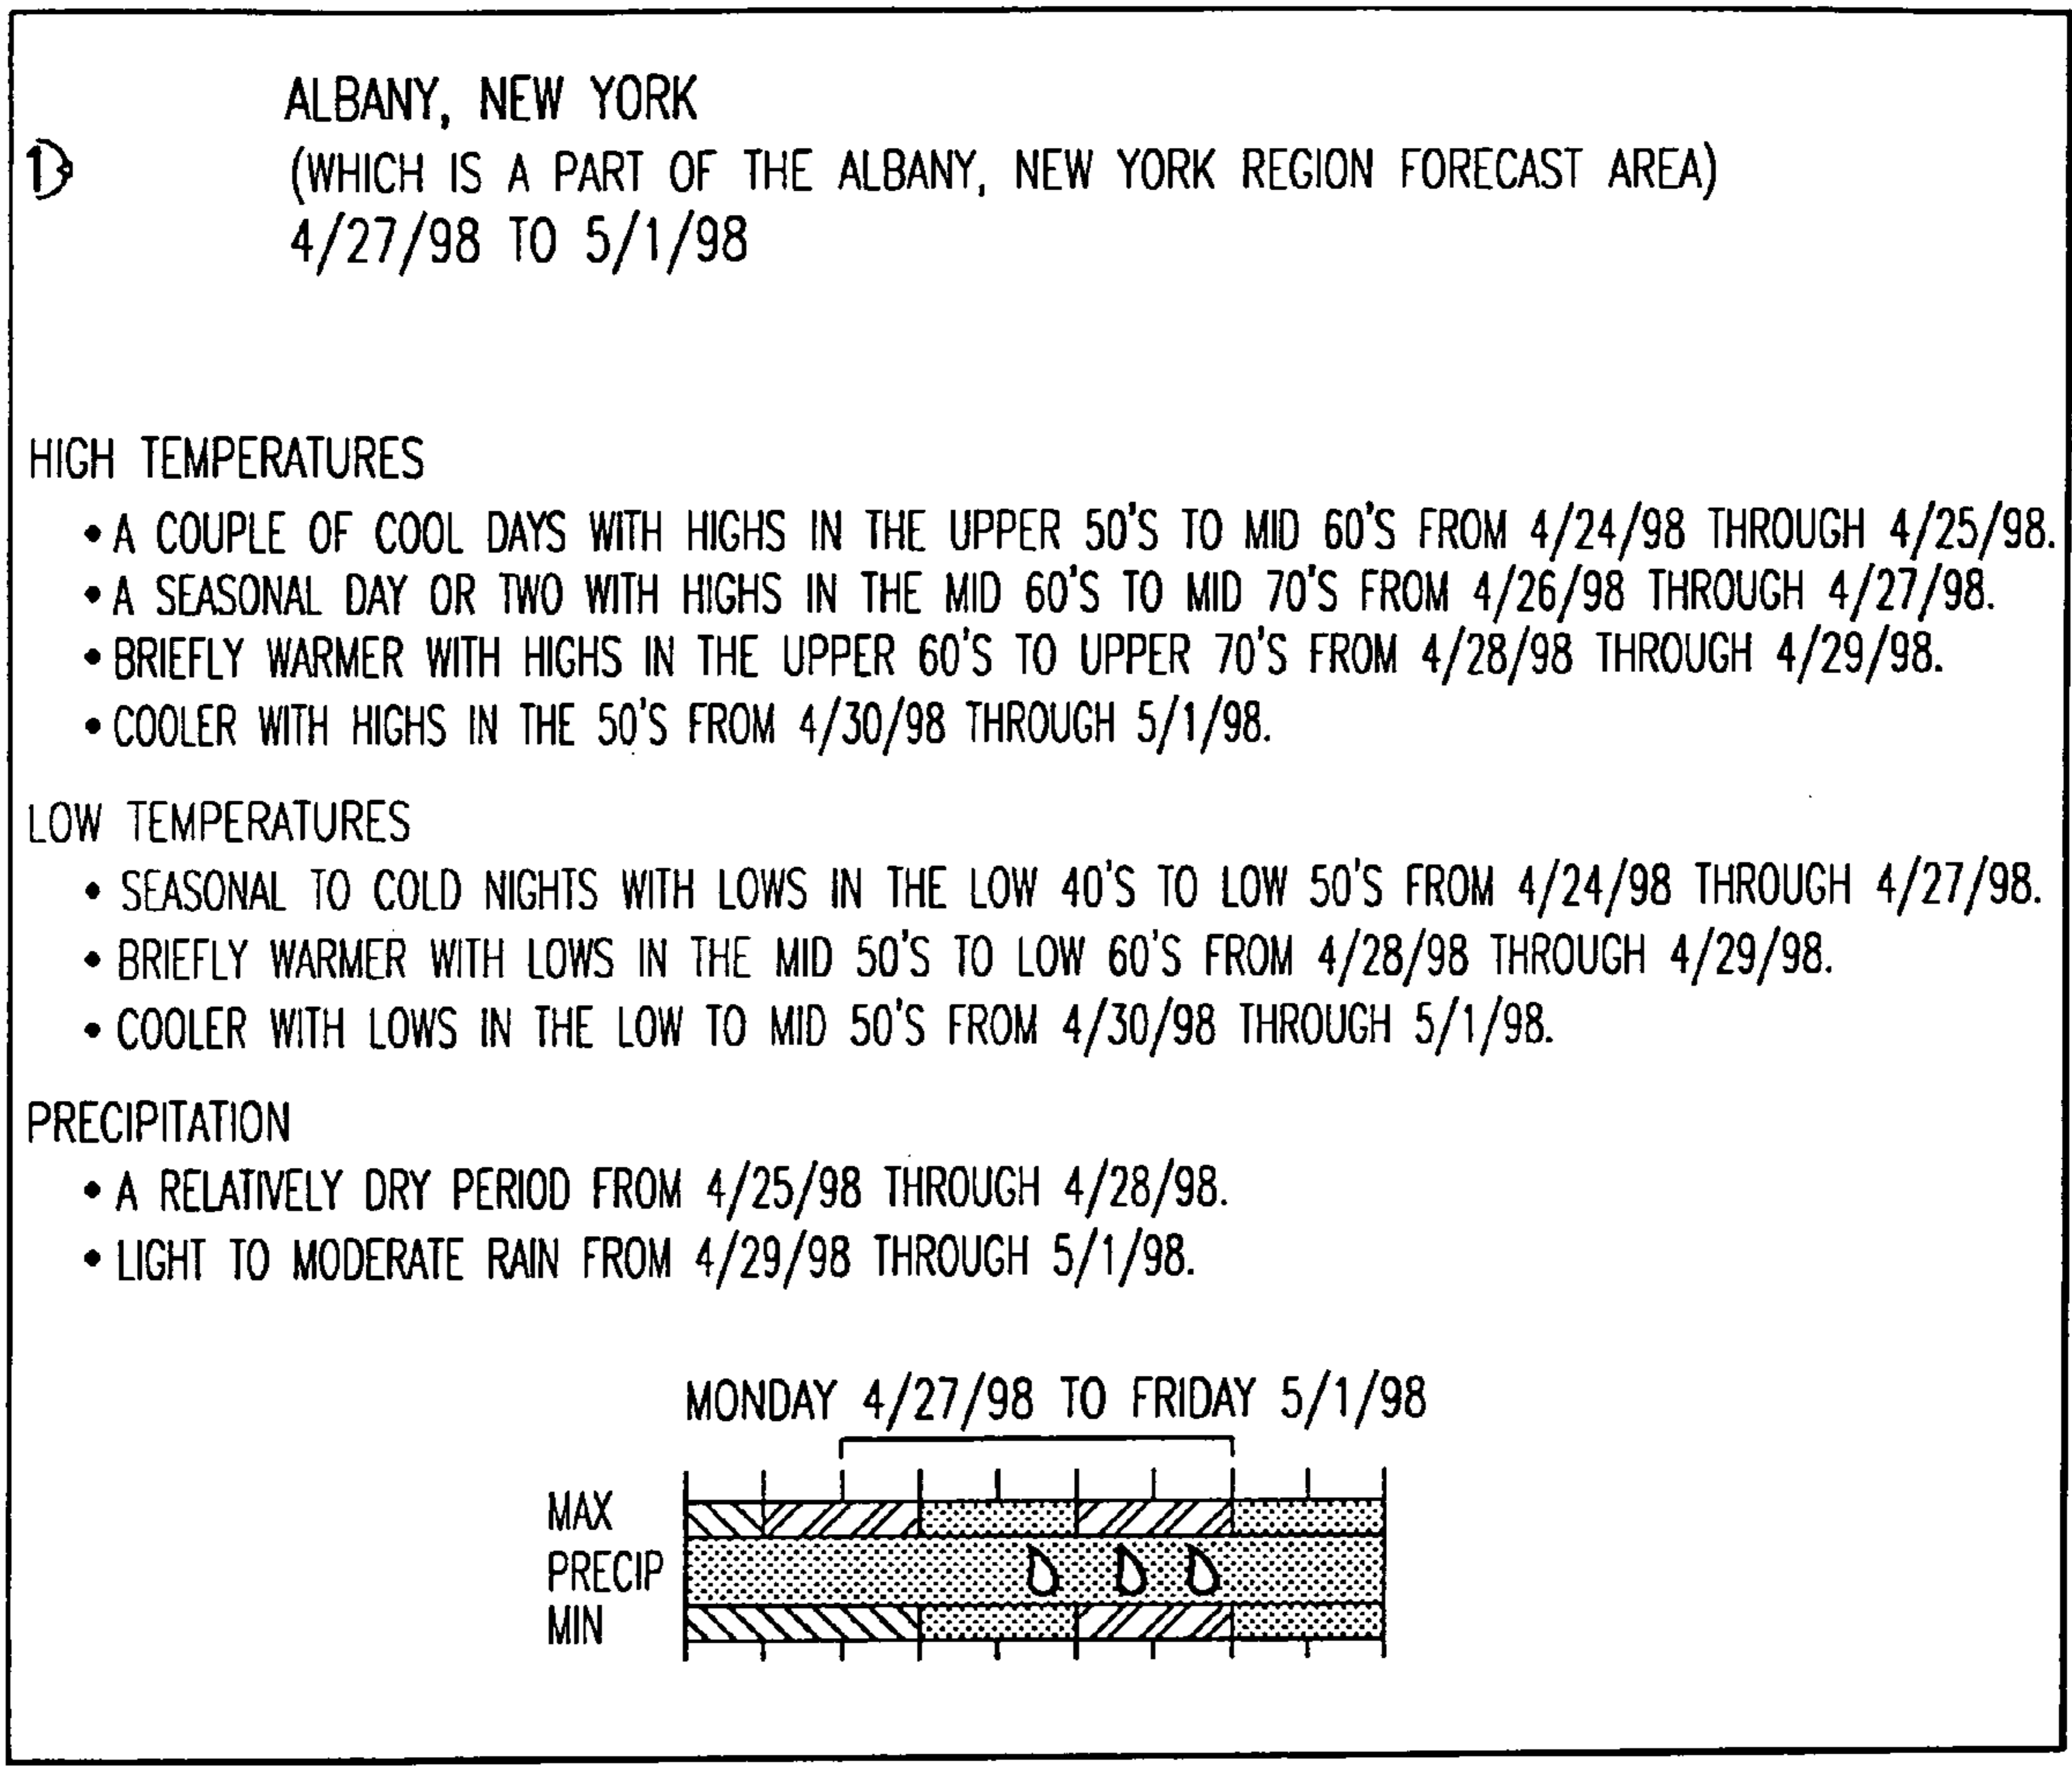 ALBANY, NEW YORK
(WHICH IS A PART OF THE ALBANY, NEW YORK REGION FORECAST AREA)
4/27/98 TO 5/1/98
HIGH TEMPERATURES
• A COUPLE OF COOL DAYS WITH HIGHS IN THE UPPER 50'S TO MID 60'S FROM 4/24/98 THROUGH 4/25/98.
• A SEASONAL DAY OR TWO WITH HIGHS IN THE MID 60'S TO MID 70'S FROM 4/26/98 THROUGH 4/27/98.
• BRIEFLY WARMER WITH HIGHS IN THE UPPER 60'S TO UPPER 70'S FROM 4/28/98 THROUGH 4/29/98.
• COOLER WITH HIGHS IN THE 50'S FROM 4/30/98 THROUGH 5/1/98.
LOW TEMPERATURES
• SEASONAL TO COLD NIGHTS WITH LOWS IN THE LOW 40'S TO LOW 50'S FROM 4/24/98 THROUGH 4/27/98.
• BRIEFLY WARMER WITH LOWS IN THE MID 50'S TO LOW 60'S FROM 4/28/98 THROUGH 4/29/98.
• COOLER WITH LOWS IN THE LOW TO MID 50'S FROM 4/30/98 THROUGH 5/1/98.
PRECIPITATION
• A RELATIVELY DRY PERIOD FROM 4/25/98 THROUGH 4/28/98.
• LIGHT TO MODERATE RAIN FROM 4/29/98 THROUGH 5/1/98.
MONDAY 4/27/98 TO FRIDAY 5/1/98
MAX
PRECIP
MIN